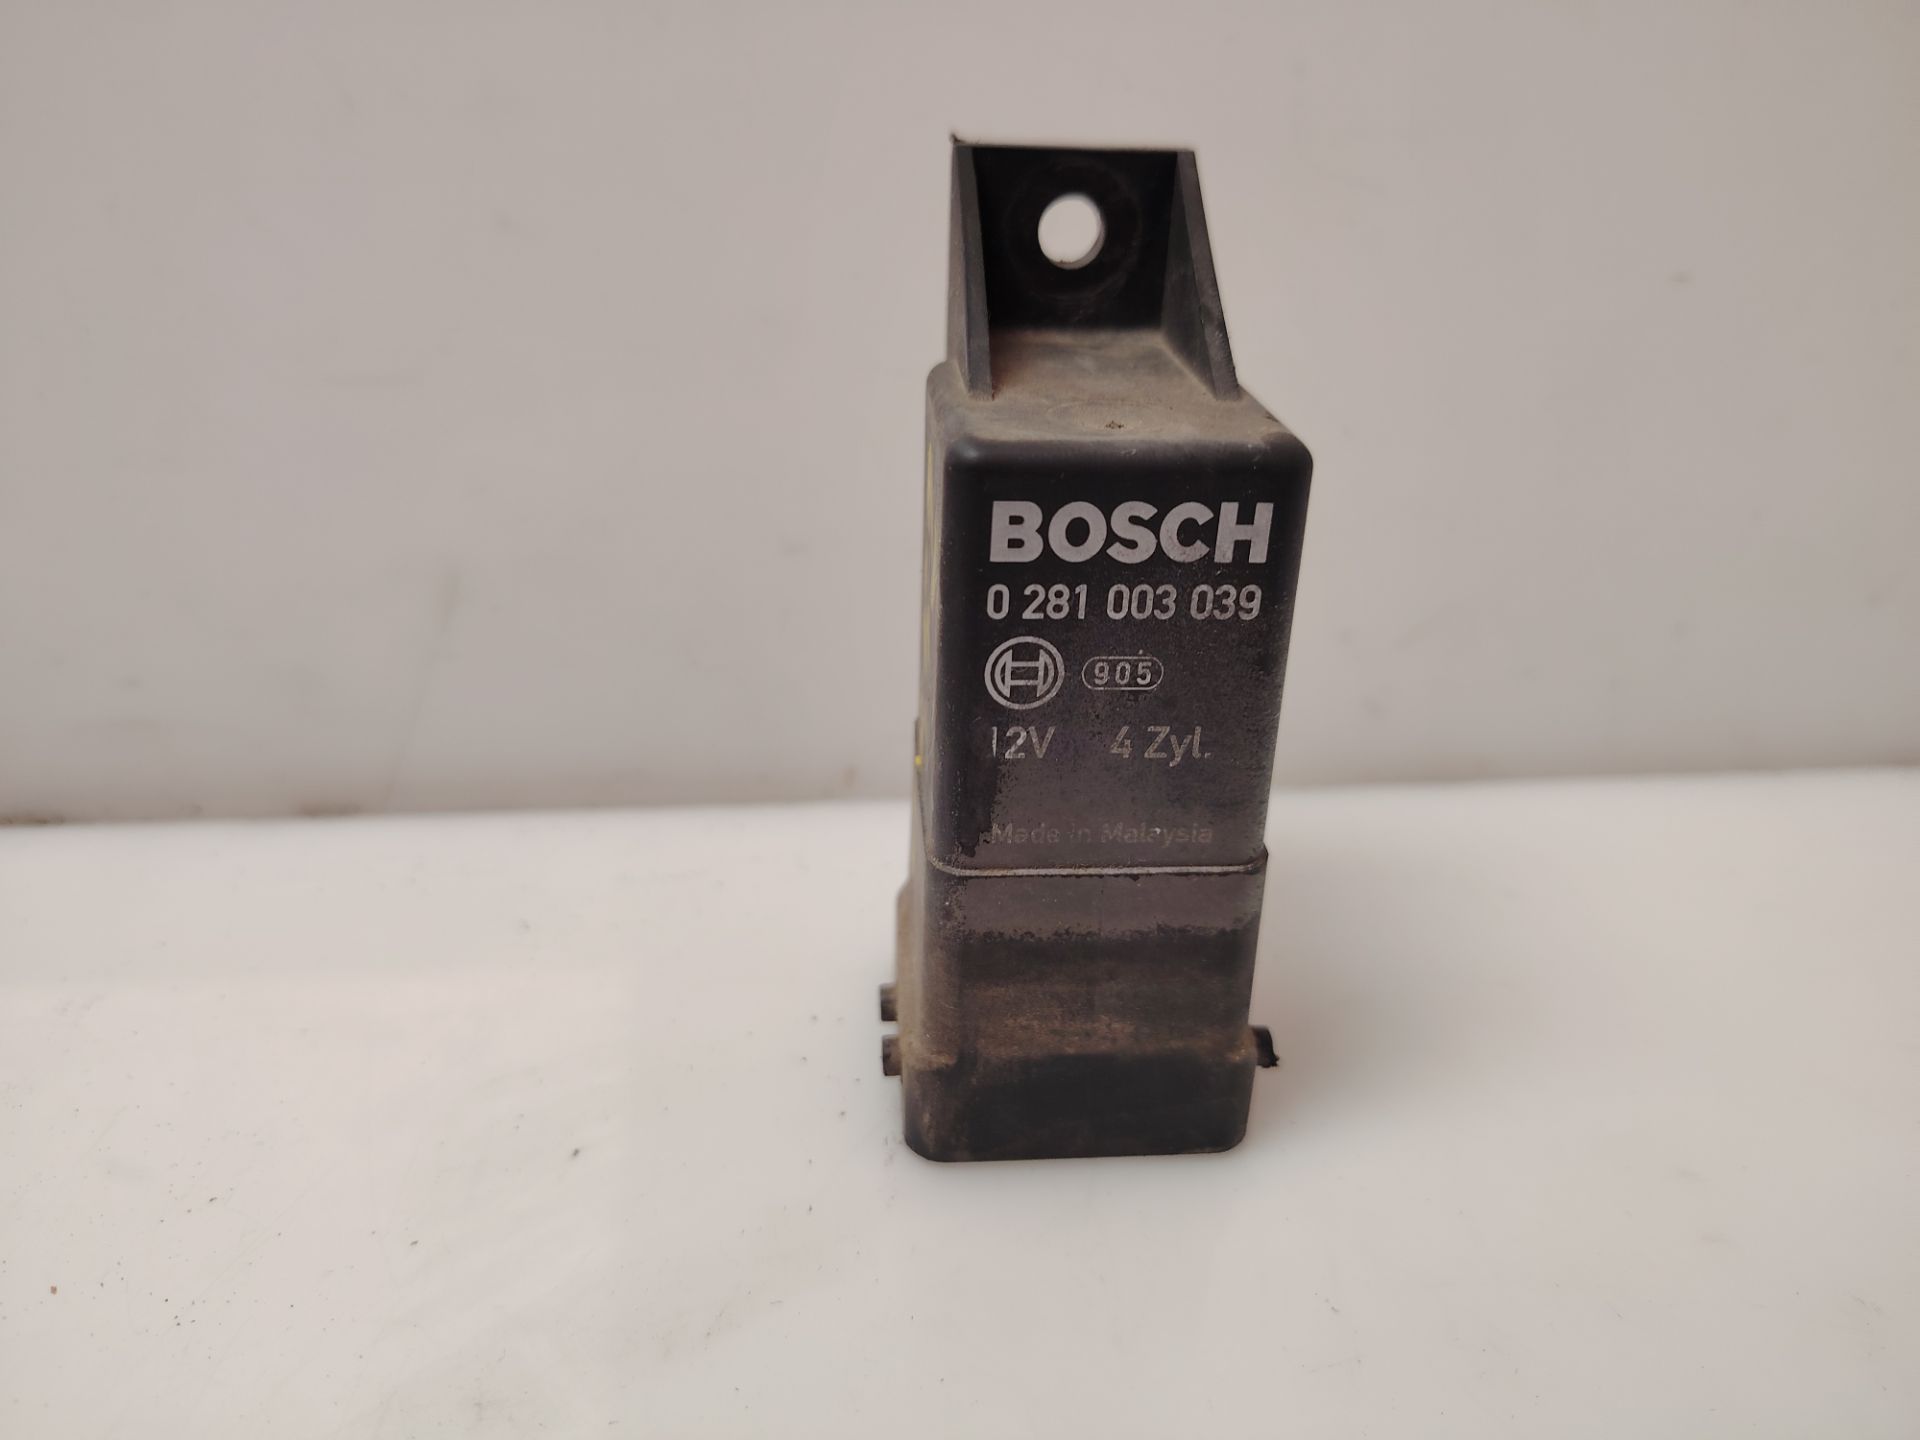 BOSCH
0 281 003 039
905
12V 4 Zyl.
Made in Malaysia